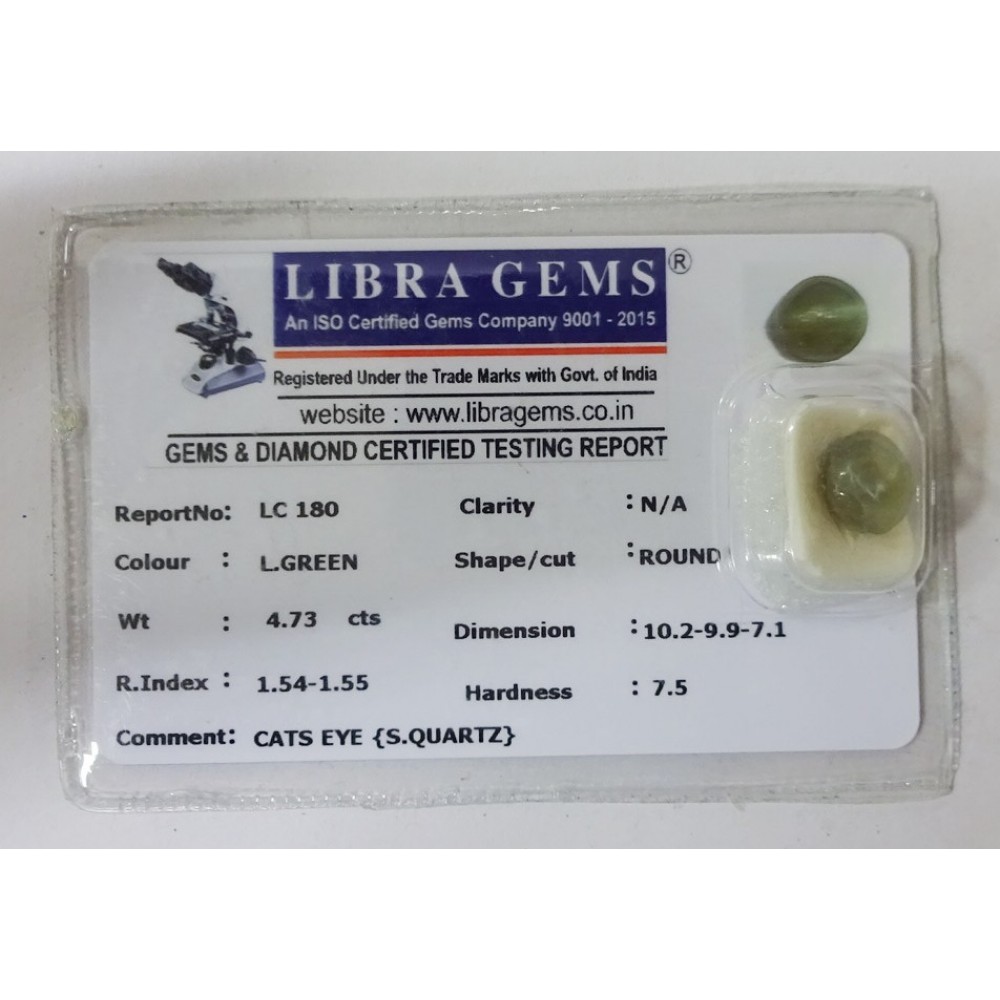 LIBRA GEMS ®
An ISO Certified Gems Company 9001 - 2015
Registered Under the Trade Marks with Govt. of India
website : www.libragems.co.in
GEMS & DIAMOND CERTIFIED TESTING REPORT
ReportNo: LC 180 Clarity : N/A
Colour : L.GREEN Shape/cut : ROUND
Wt : 4.73 cts Dimension : 10.2-9.9-7.1
R.Index : 1.54-1.55 Hardness : 7.5
Comment: CATS EYE {S.QUARTZ}